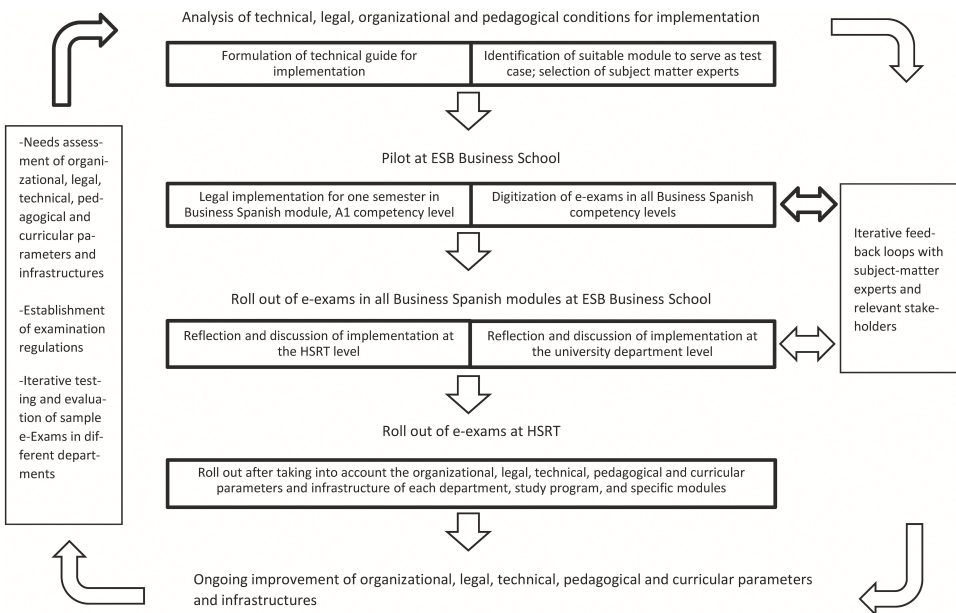 Analysis of technical, legal, organizational and pedagogical conditions for implementation
Formulation of technical guide for
implementation
Identification of suitable module to serve as test
case; selection of subject matter experts
-Needs assess-
ment of organi-
zational, legal,
technical, ped-
agogical and
curricular pa-
rameters and
infrastructures
-Establishment
of examination
regulations
-Iterative test-
ing and evalua-
tion of sample
e-Exams in dif-
ferent depart-
ments
Pilot at ESB Business School
Legal implementation for one semester in
Business Spanish module, A1 competency level
Digitization of e-exams in all Business Spanish
competency levels
Iterative feed-
back loops with
subject-matter
experts and
relevant stake-
holders
Roll out of e-exams in all Business Spanish modules at ESB Business School
Reflection and discussion of implementation at
the HSRT level
Reflection and discussion of implementation at
the university department level
Roll out of e-exams at HSRT
Roll out after taking into account the organizational, legal, technical, pedagogical and curricular
parameters and infrastructure of each department, study program, and specific modules
Ongoing improvement of organizational, legal, technical, pedagogical and curricular parameters
and infrastructures